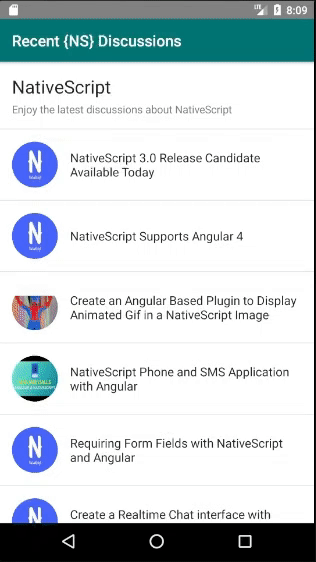 LTE 8:09
Recent {NS} Discussions
NativeScript
Enjoy the latest discussions about NativeScript
N
NativeScript 3.0 Release Candidate
Available Today
N
NativeScript Supports Angular 4
Create an Angular Based Plugin to Display
Animated Gif in a NativeScript Image
NativeScript Phone and SMS Application
with Angular
N
Requiring Form Fields with NativeScript
and Angular
N
Create a Realtime Chat interface with